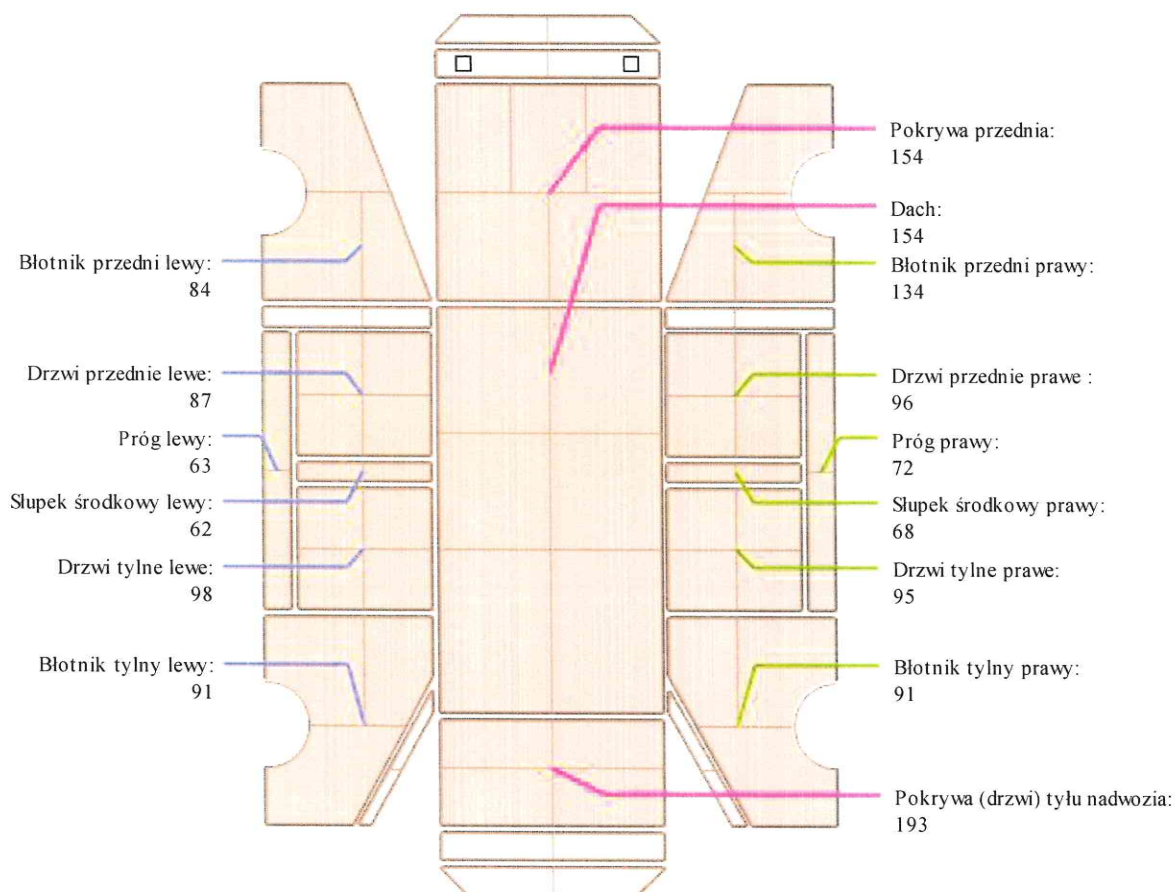 Pokrywa przednia:
154
Dach:
154
Błotnik przedni lewy:
84
Błotnik przedni prawy:
134
Drzwi przednie lewe:
87
Drzwi przednie prawe :
96
Próg lewy:
63
Próg prawy:
72
Słupek środkowy lewy:
62
Słupek środkowy prawy:
68
Drzwi tylne lewe:
98
Drzwi tylne prawe:
95
Błotnik tylny lewy:
91
Błotnik tylny prawy:
91
Pokrywa (drzwi) tyłu nadwozia:
193